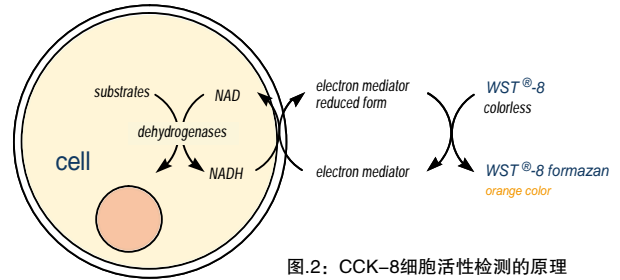 substrates
NAD
electron mediator
reduced form
WST®-8
colorless
dehydrogenases
cell
NADH
electron mediator
WST®-8 formazan
orange color
图.2：CCK–8细胞活性检测的原理